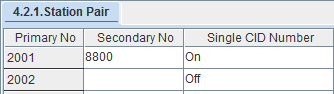 4.2.1.Station Pair
Primary No Secondary No Single CID Number
2001 8800 On
2002 Off